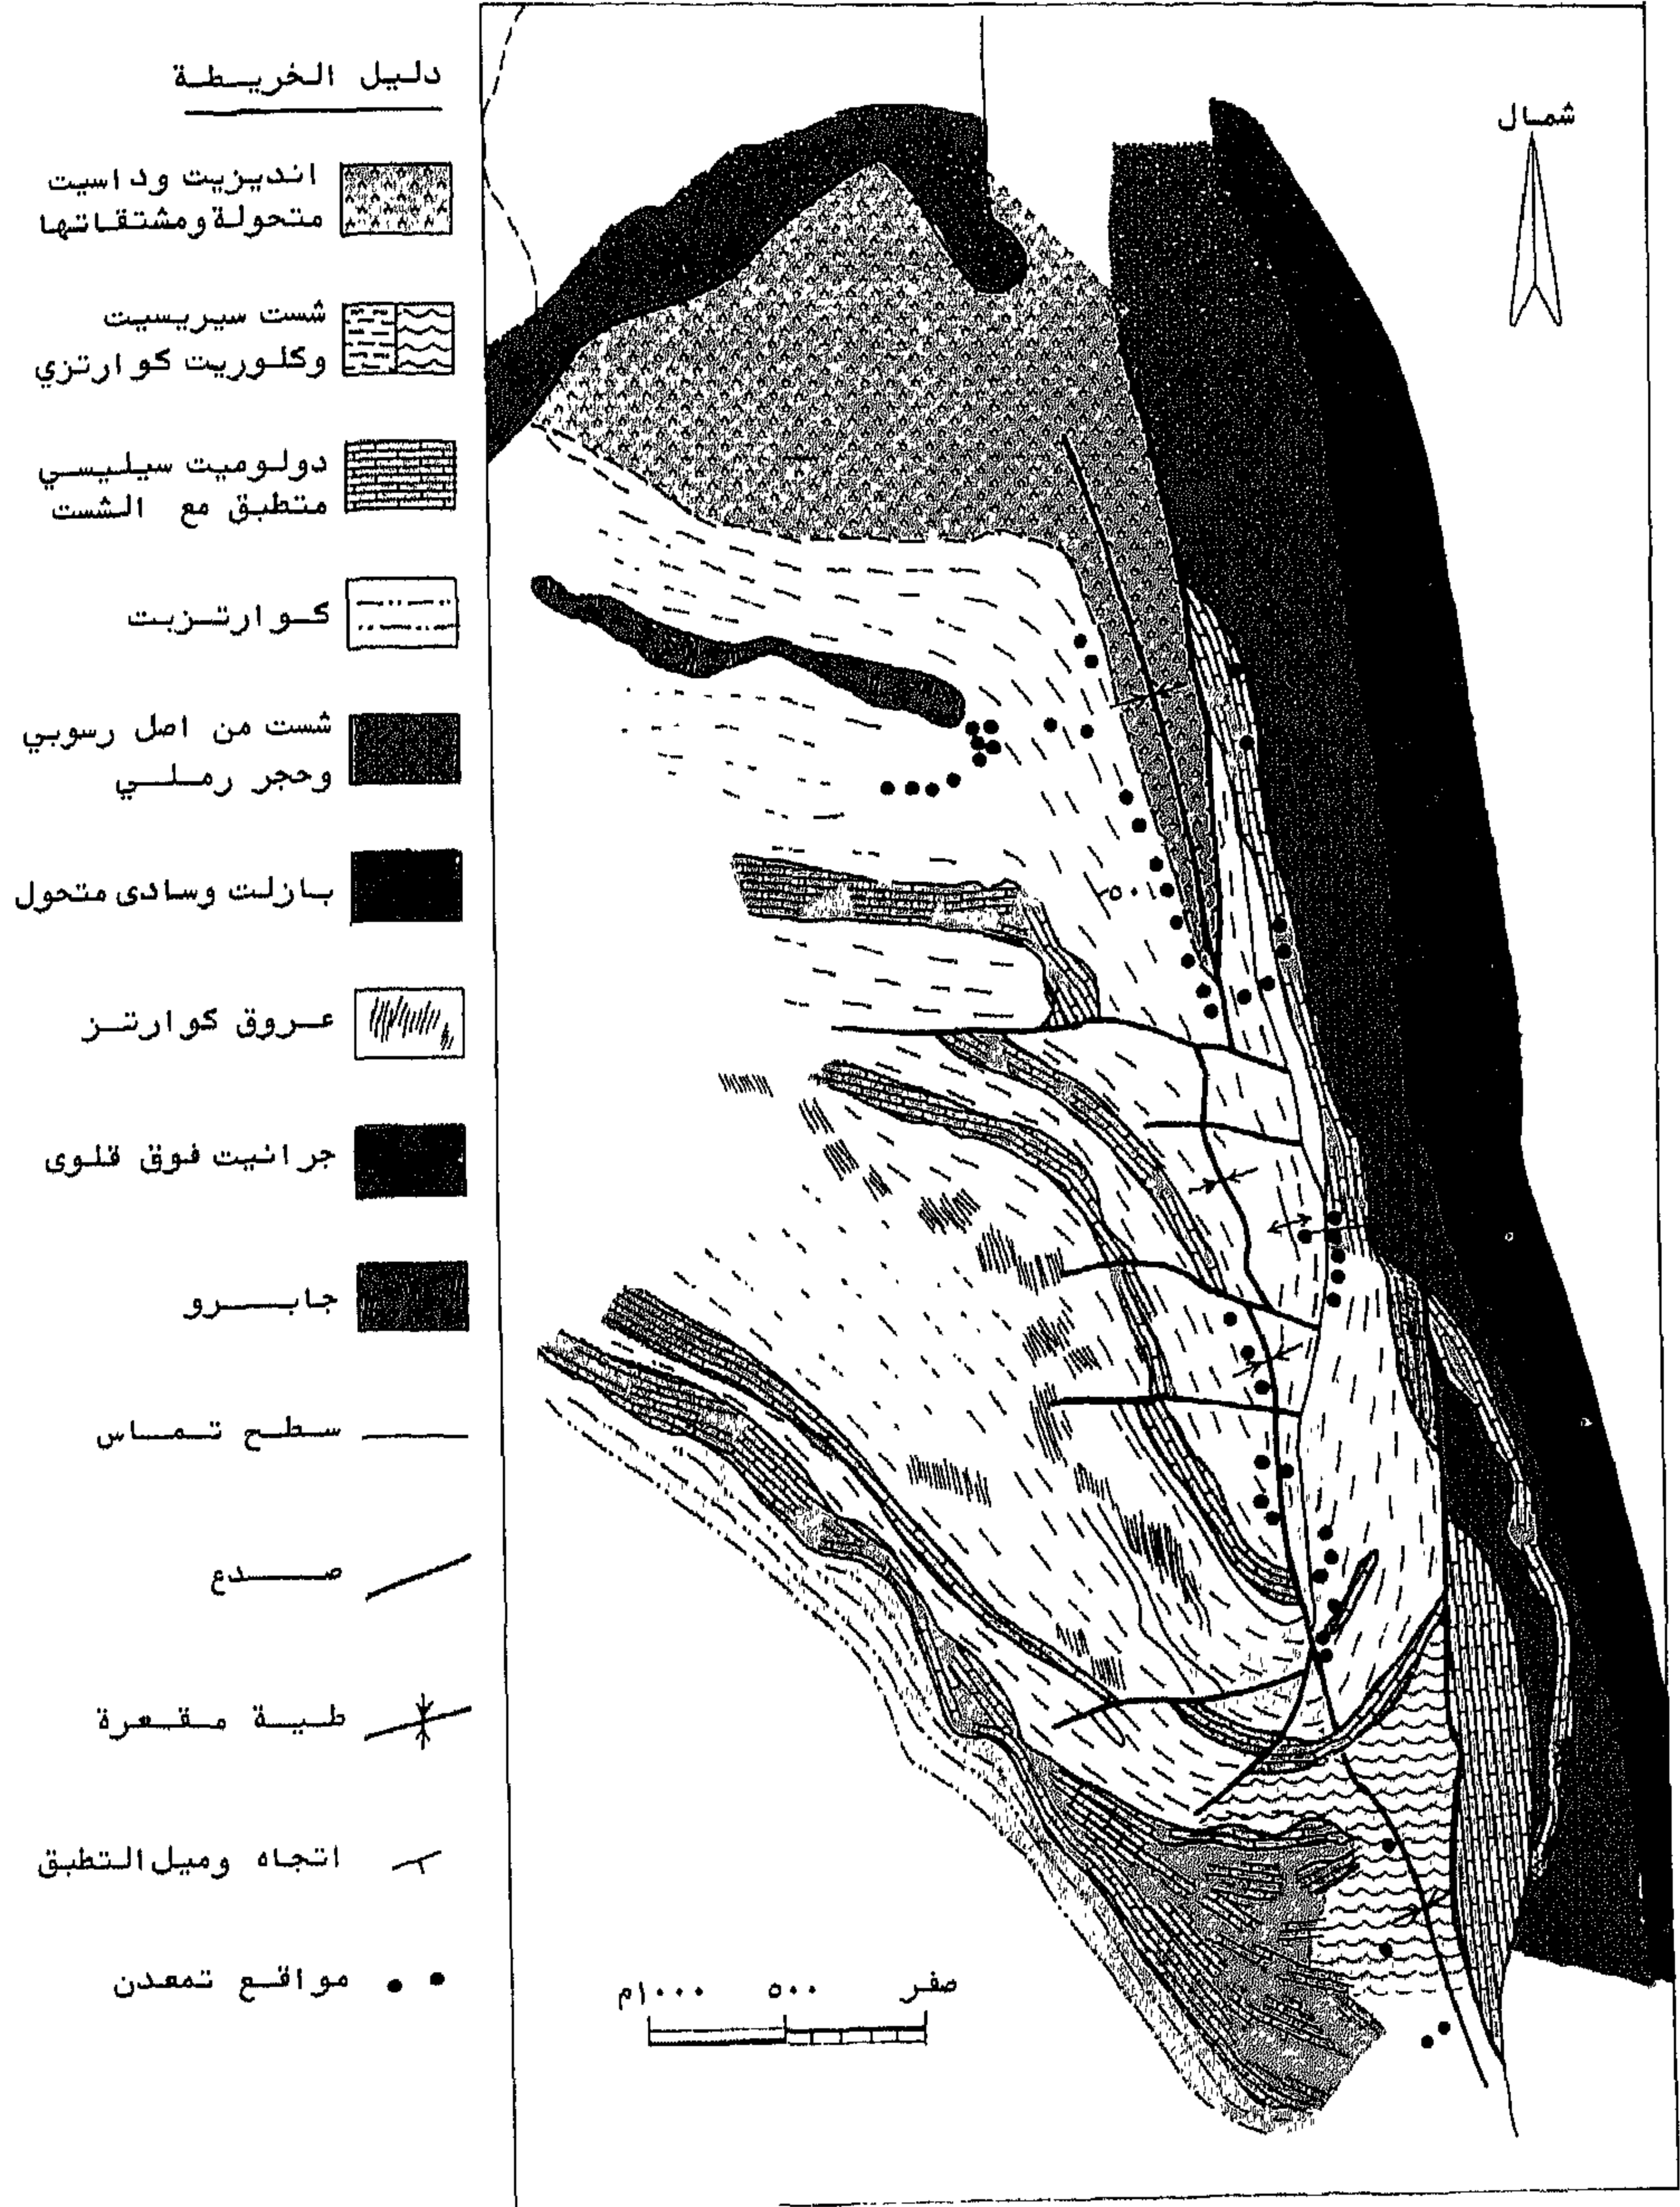 دليل الخريطة
شمال
انديزيت وداسيت
متحولة ومشتقاتها
شست سيريسيت
وكلوريت كوارتزي
دولوميت سيليسي
متطبق مع الشست
كوارتزيت
شست من اصل رسوبي
وحجر رملي
بازلت وسادى متحول
عروق كوارتز
جرانيت فوق قلوى
جابرو
سطح تماس
صدع
طية مقعرة
اتجاه وميل التطبق
مواقع تمعدن
٥٠
صفر ٥٠٠ ١٠٠٠م